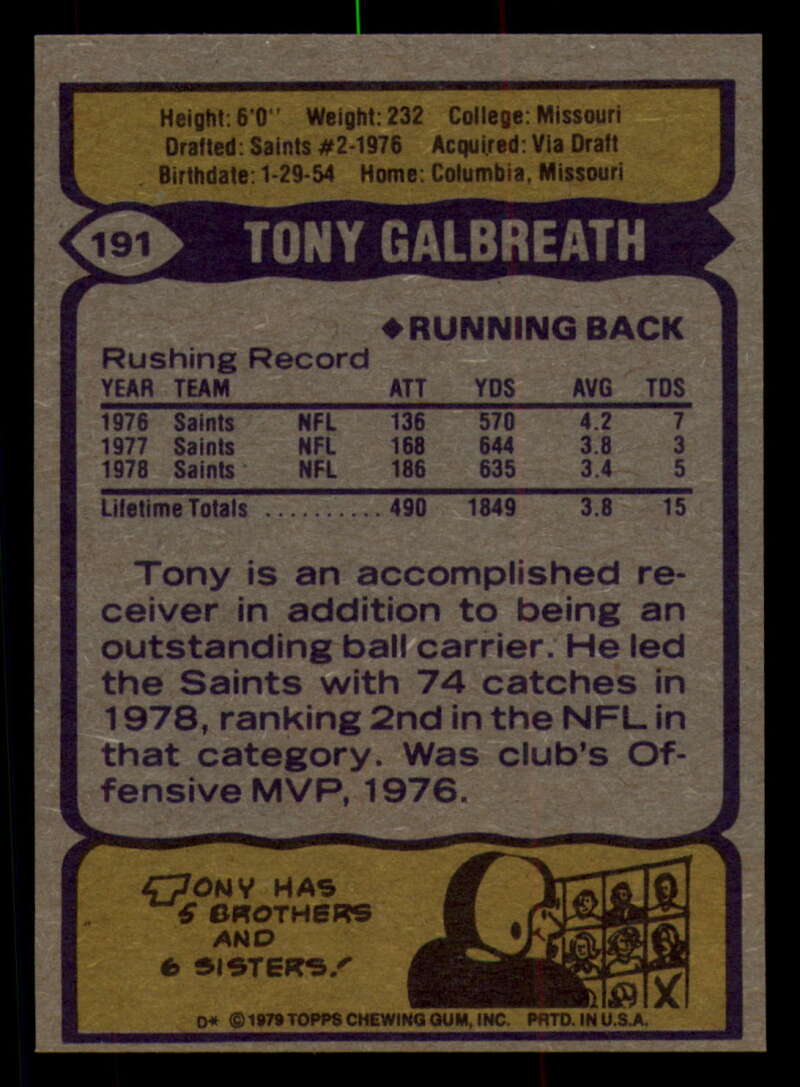 Height: 6'0" Weight: 232 College: Missouri
Drafted: Saints #2-1976 Acquired: Via Draft
Birthdate: 1-29-54 Home: Columbia, Missouri
191 TONY GALBREATH
◆RUNNING BACK
Rushing Record
YEAR TEAM ATT YDS AVG TDS
1976 Saints NFL 136 570 4.2 7
1977 Saints NFL 168 644 3.8 3
1978 Saints NFL 186 635 3.4 5
Lifetime Totals .......... 490 1849 3.8 15
Tony is an accomplished re-
ceiver in addition to being an
outstanding ball carrier. He led
the Saints with 74 catches in
1978, ranking 2nd in the NFL in
that category. Was club's Of-
fensive MVP, 1976.
TONY HAS
5 BROTHERS
AND
6 SISTERS!
X
D* © 1979 TOPPS CHEWING GUM, INC. PRTD. IN U.S.A.